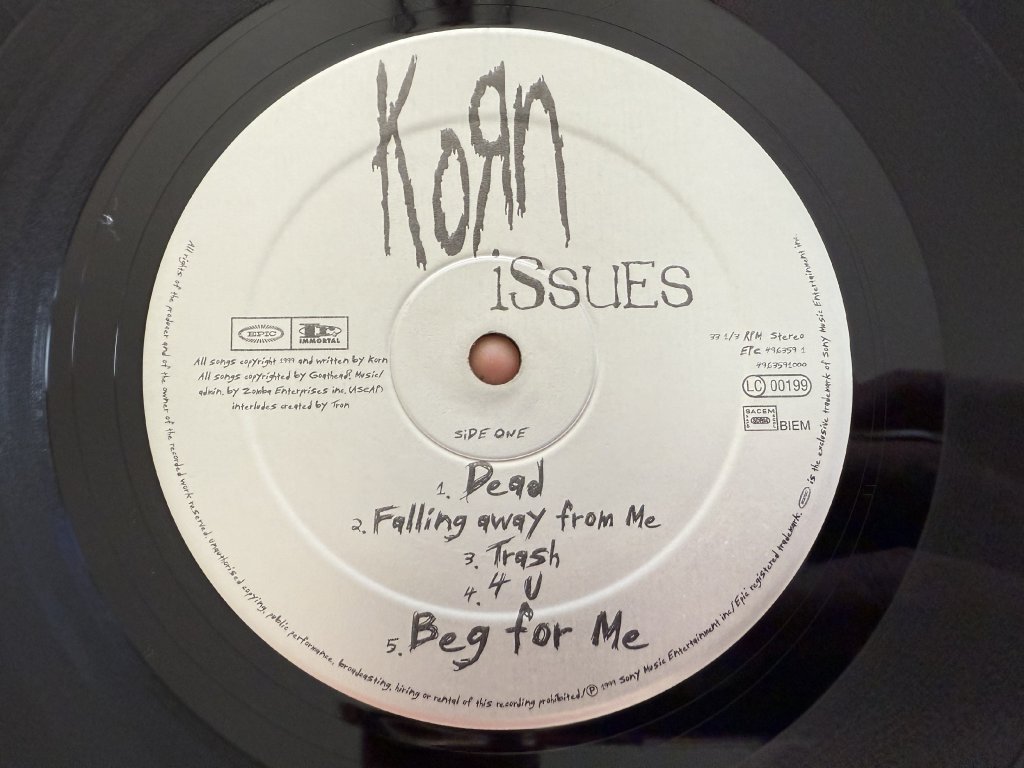 KoЯn
issues
EPIC
IMMORTAL
All songs copyright 1999 and written by Korn
All songs copyrighted by Goathead, Music/
admin. by Zomba Enterprises inc. USCAN
interludes created by Tron
33 1/3 RPM Stereo
EPC 496359 1
4963591000
LC 00199
SACEM
BIEM
SiDE ONE
1. Dead
2. Falling away from Me
3. Trash
4. 4 U
5. Beg for Me
All rights of the producer and of the owner of the recorded work reserved. unauthorised copying, public performance, broadcasting, hiring or rental of this recording prohibited/ ℗ 1999 Sony Music Entertainment inc/Epic registered trademark. EPIC is the exclusive trademark of Sony Music Entertainment inc.